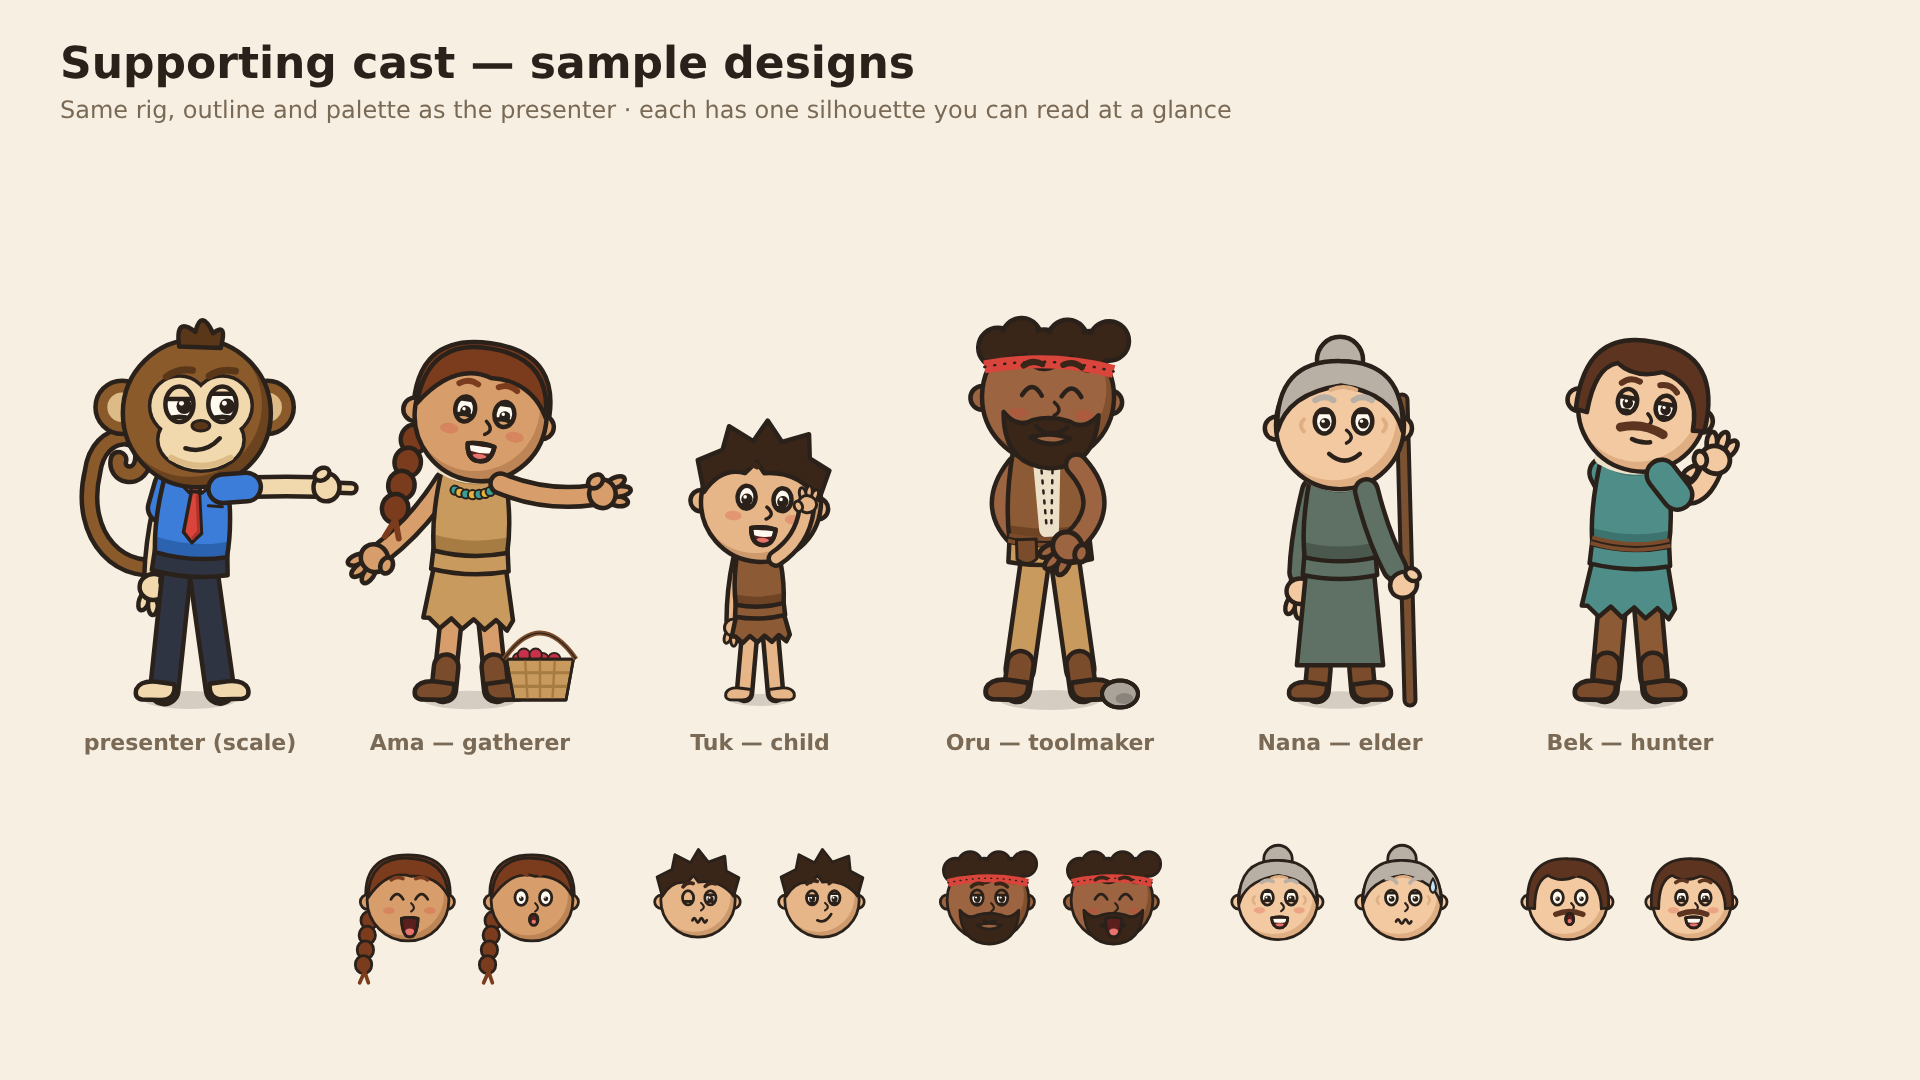 Supporting cast — sample designs
Same rig, outline and palette as the presenter · each has one silhouette you can read at a glance
presenter (scale)
Ama — gatherer
Tuk — child
Oru — toolmaker
Nana — elder
Bek — hunter